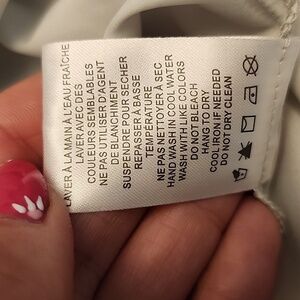 LAVER À LA MAIN À L'EAU FRAÎCHE
LAVER AVEC DES
COULEURS SEMBLABLES
NE PAS UTILISER D'AGENT
DE BLANCHIMENT
SUSPENDRE POUR SECHER
REPASSER À BASSE
TEMPÉRATURE
NE PAS NETTOYER À SEC
HAND WASH IN COOL WATER
WASH WITH LIKE COLORS
DO NOT BLEACH
HANG TO DRY
COOL IRON IF NEEDED
DO NOT DRY CLEAN